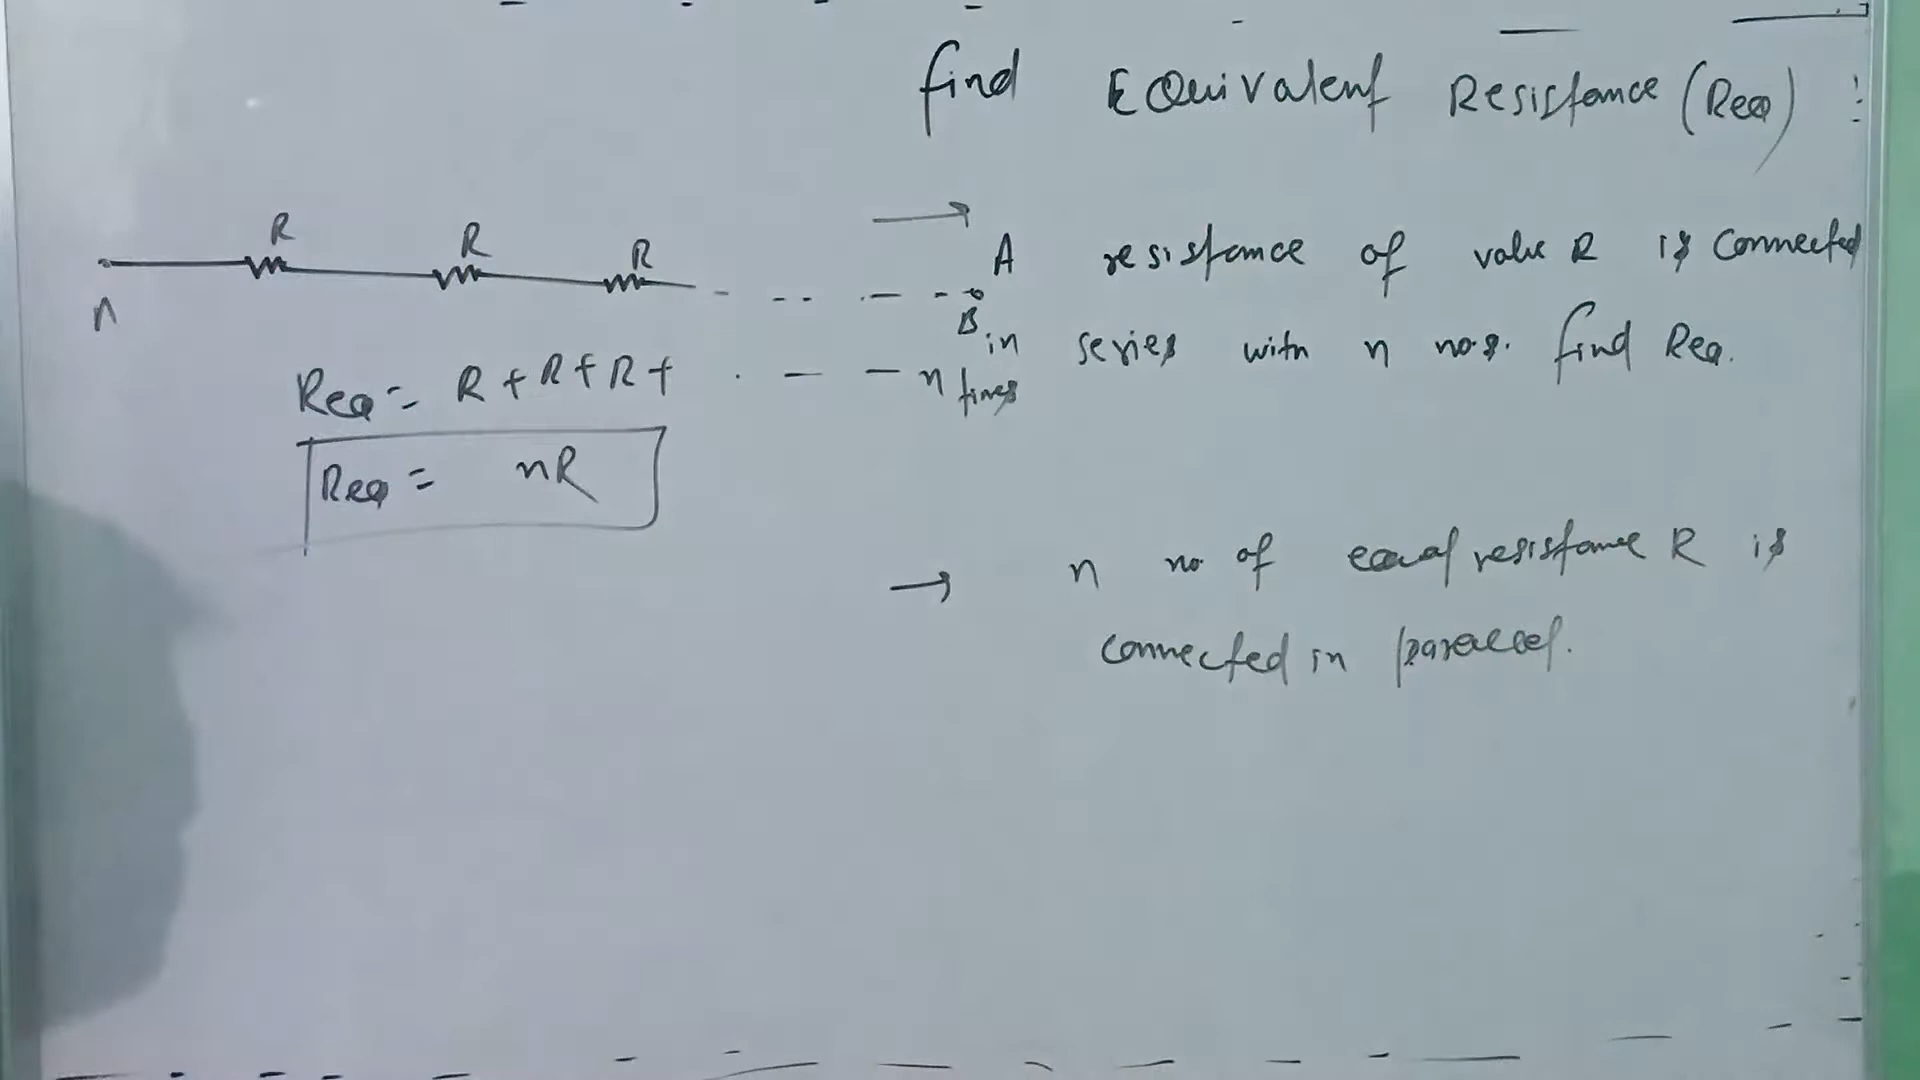 find Equivalent Resistance (Req) :
R R R
A B
Req = R + R + R + . - - n times
Req = nR
→ A resistance of value R is connected
in series with n nos. find Req.
→ n no of equal resistance R is
connected in parallel.